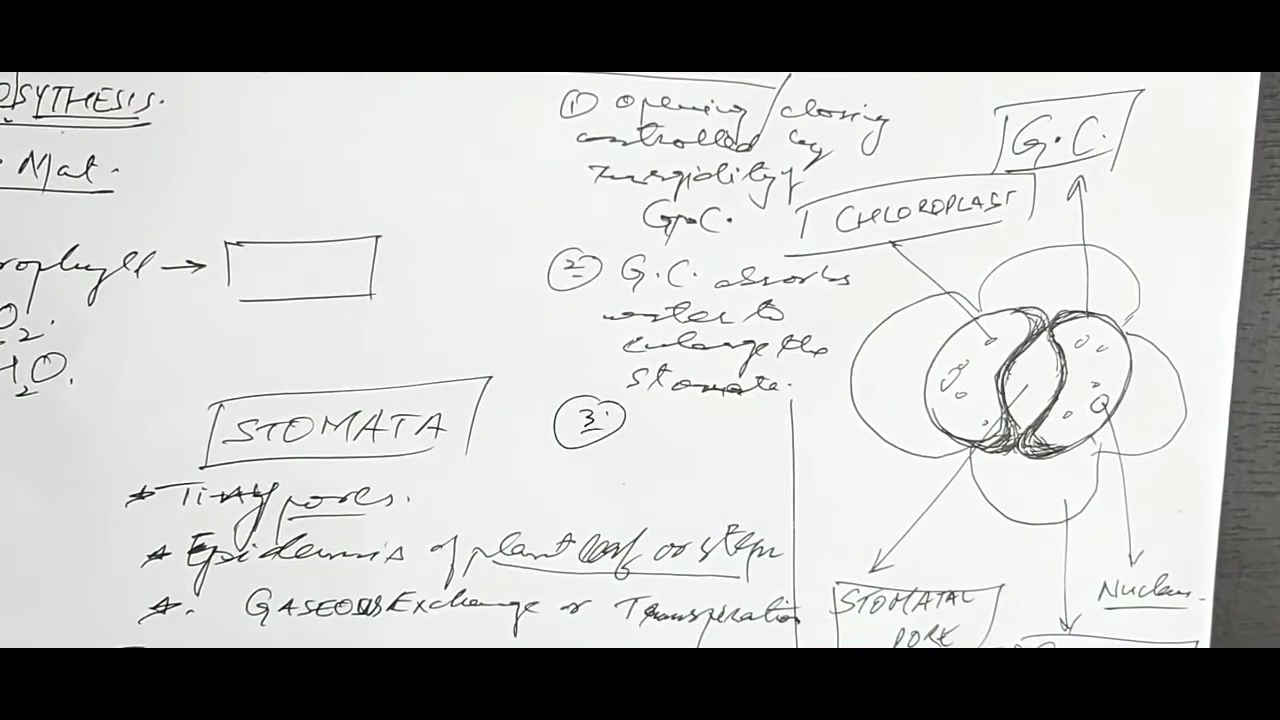 OSYTHESIS.
Mat.
rophyll →
O2.
H2O.
STOMATA
* Tiny pores.
* Epidermis of plant leaf or stem
*. GASEOUS Exchange or Transpiration
① Opening/closing
controlled by
turgidity of
G.C.
② G.C. absorbs
water to
enlarge the
stomata.
③
G.C.
CHLOROPLAST
Nucleus.
STOMATAL
PORE